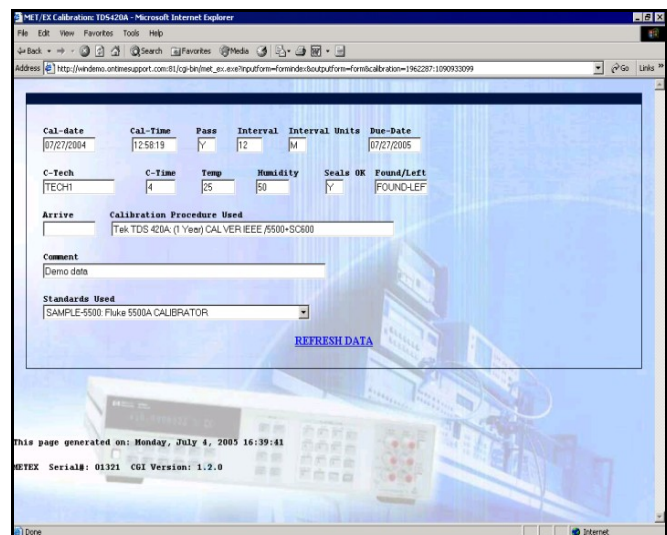 MET/EX Calibration: TDS420A - Microsoft Internet Explorer
File Edit View Favorites Tools Help
Back Search Favorites Media
Address http://windemo.ontimesupport.com:81/cgi-bin/met_ex.exe?inputform=formindex&outputform=form&calibration=1962287:1090933099 Go Links »
Cal-date Cal-Time Pass Interval Interval Units Due-Date
07/27/2004 12:58:19 Y 12 M 07/27/2005
C-Tech C-Time Temp Humidity Seals OK Found/Left
TECH1 4 25 50 Y FOUND-LEF
Arrive Calibration Procedure Used
Tek TDS 420A: (1 Year) CAL VER IEEE /5500+SC600
Comment
Demo data
Standards Used
SAMPLE-5500: Fluke 5500A CALIBRATOR
REFRESH DATA
This page generated on: Monday, July 4, 2005 16:39:41
METEX Serial#: 01321 CGI Version: 1.2.0
Done Internet